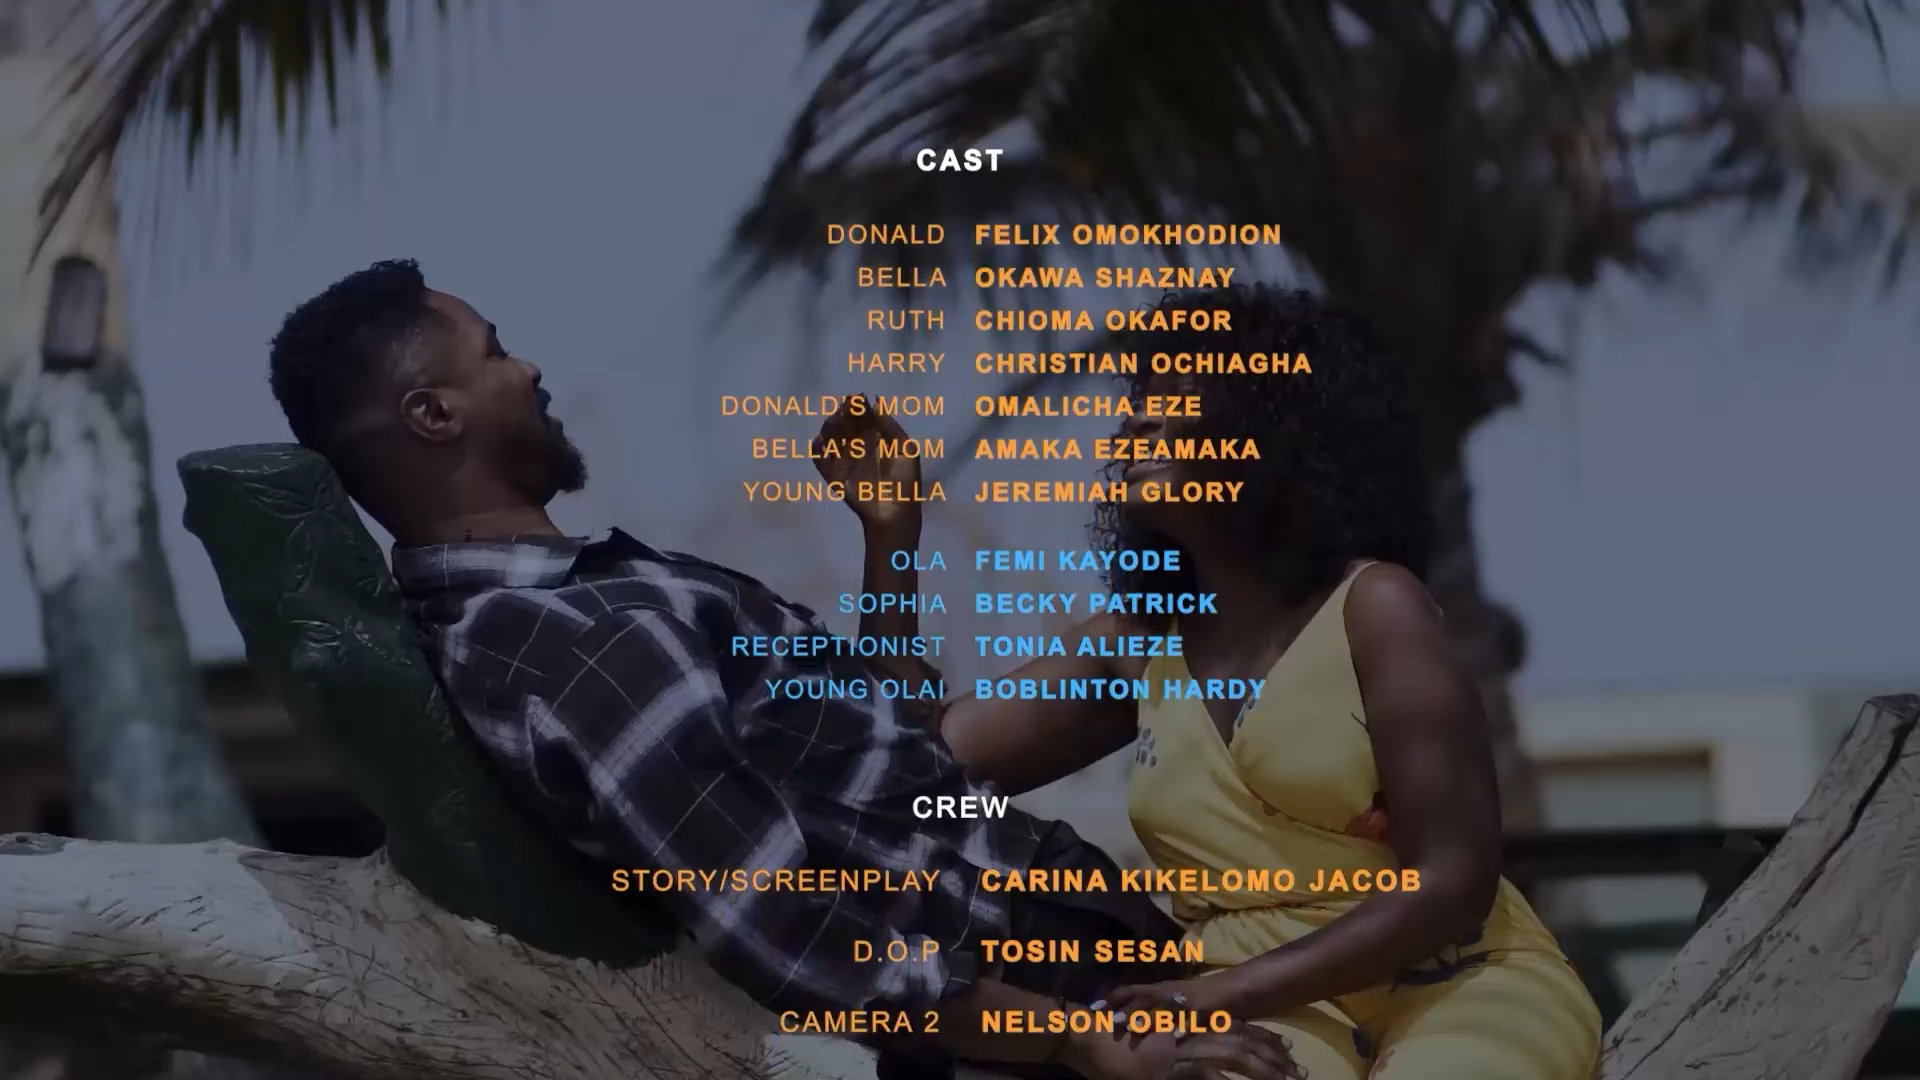 CAST
DONALD FELIX OMOKHODION
BELLA OKAWA SHAZNAY
RUTH CHIOMA OKAFOR
HARRY CHRISTIAN OCHIAGHA
DONALD'S MOM OMALICHA EZE
BELLA'S MOM AMAKA EZEAMAKA
YOUNG BELLA JEREMIAH GLORY
OLA FEMI KAYODE
SOPHIA BECKY PATRICK
RECEPTIONIST TONIA ALIEZE
YOUNG OLAI BOBLINTON HARDY
CREW
STORY/SCREENPLAY CARINA KIKELOMO JACOB
D.O.P TOSIN SESAN
CAMERA 2 NELSON OBILO